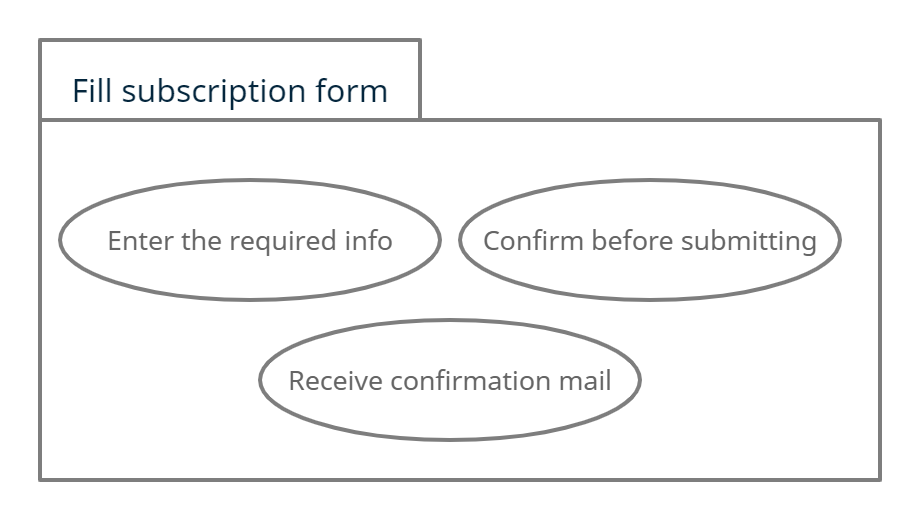 Fill subscription form
Enter the required info
Confirm before submitting
Receive confirmation mail